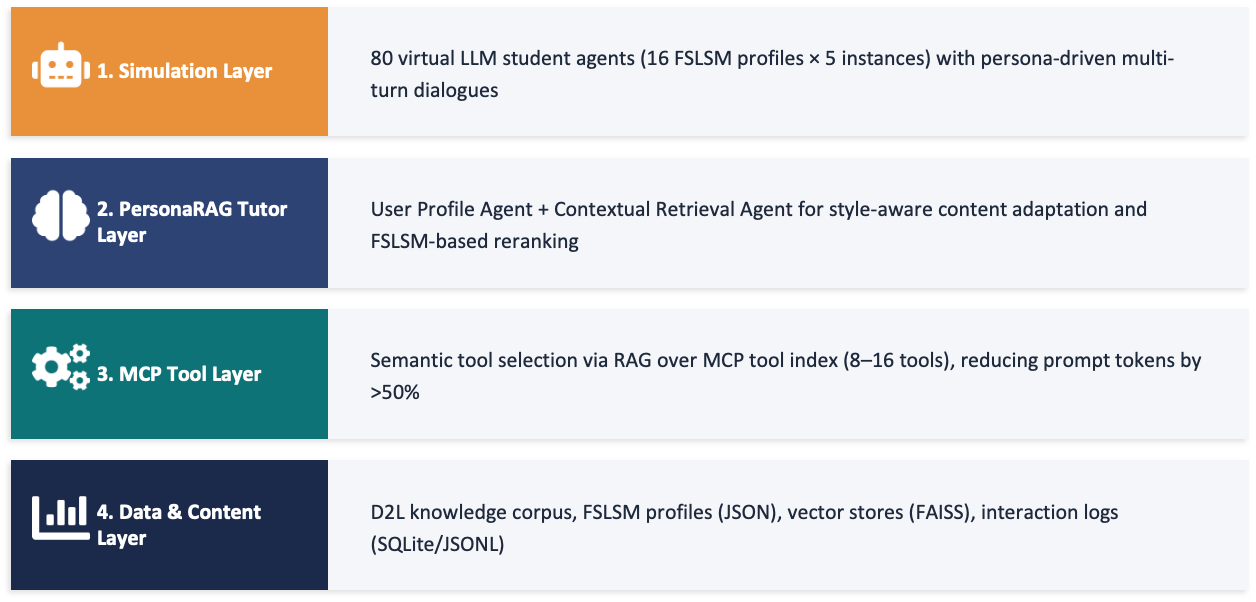 1. Simulation Layer
80 virtual LLM student agents (16 FSLSM profiles × 5 instances) with persona-driven multi-
turn dialogues
2. PersonaRAG Tutor
Layer
User Profile Agent + Contextual Retrieval Agent for style-aware content adaptation and
FSLSM-based reranking
3. MCP Tool Layer
Semantic tool selection via RAG over MCP tool index (8–16 tools), reducing prompt tokens by
>50%
4. Data & Content
Layer
D2L knowledge corpus, FSLSM profiles (JSON), vector stores (FAISS), interaction logs
(SQLite/JSONL)